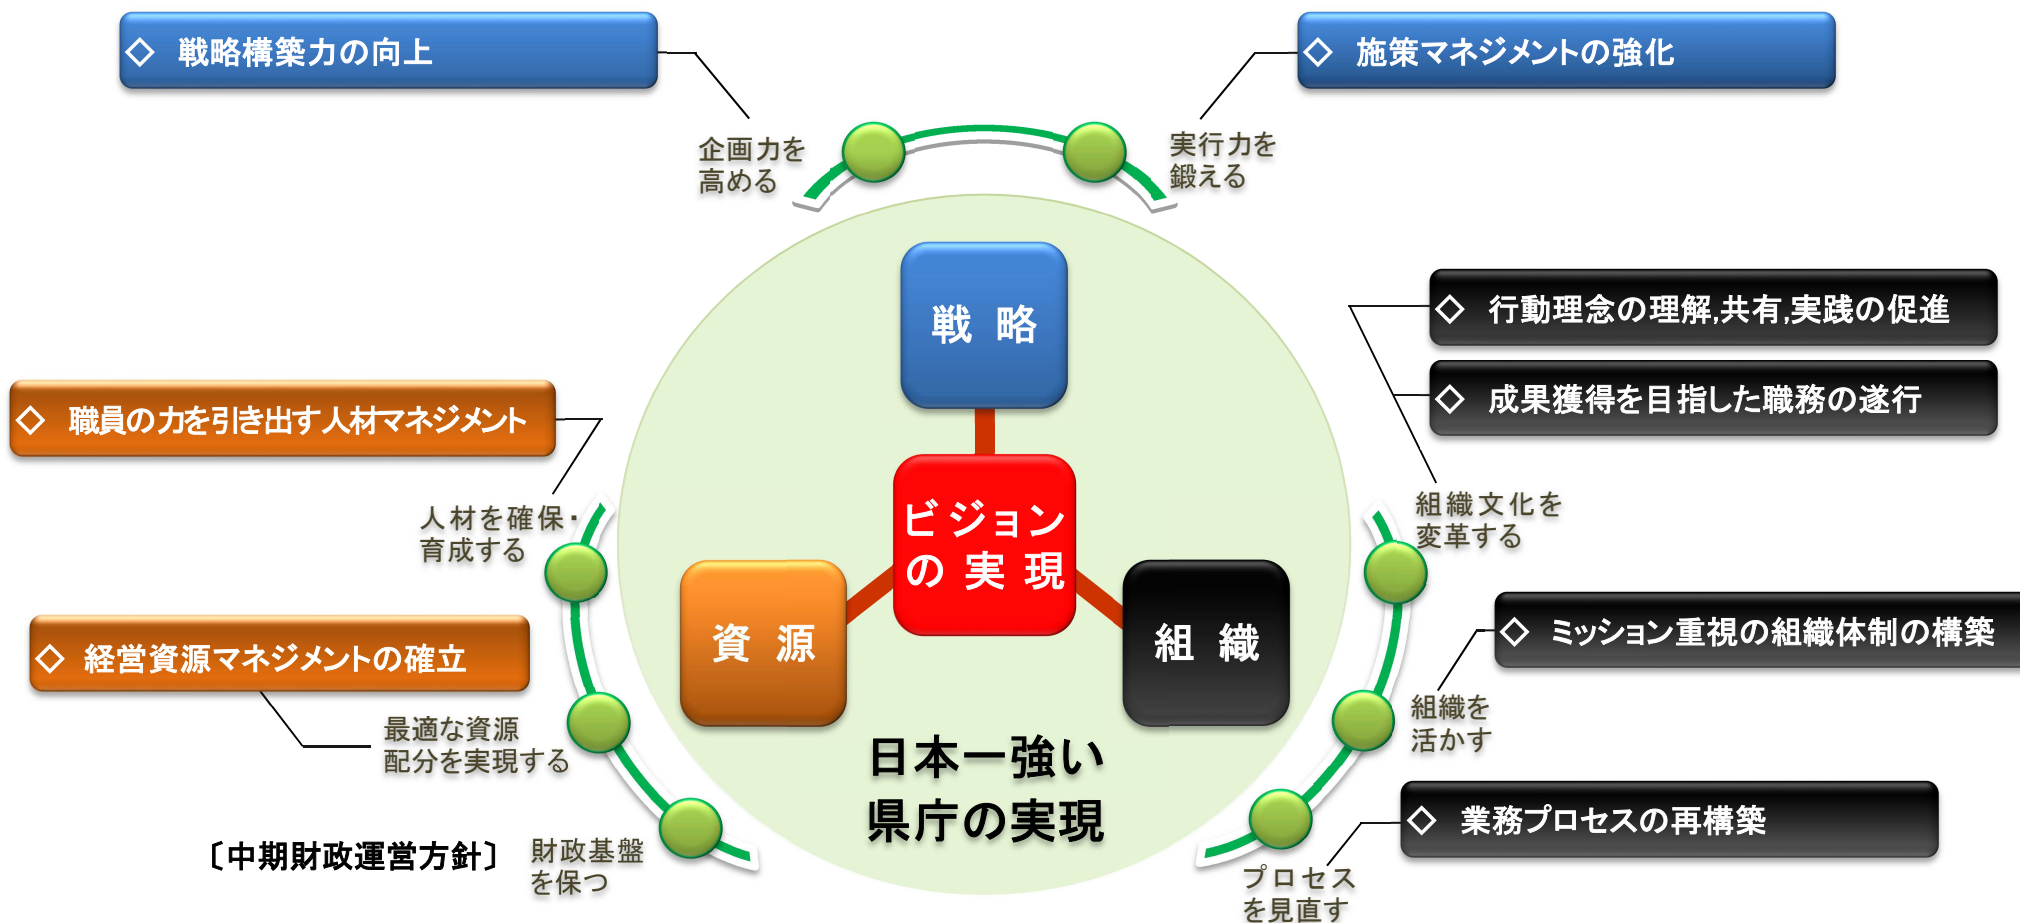 ◇ 戦略構築力の向上
◇ 施策マネジメントの強化
企画力を
高める
実行力を
鍛える
戦 略
◇ 行動理念の理解,共有,実践の促進
◇ 成果獲得を目指した職務の遂行
◇ 職員の力を引き出す人材マネジメント
人材を確保・
育成する
組織文化を
変革する
ビジョン
の 実 現
資 源
組 織
◇ ミッション重視の組織体制の構築
◇ 経営資源マネジメントの確立
組織を
活かす
最適な資源
配分を実現する
日本一強い
県庁の実現
◇ 業務プロセスの再構築
〔中期財政運営方針〕
財政基盤
を保つ
プロセス
を見直す